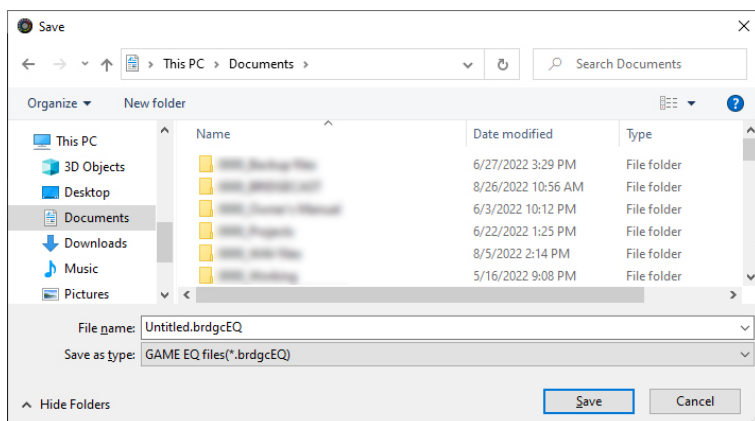 Save
This PC > Documents >
Search Documents
Organize
New folder
?
Name
Date modified
Type
This PC
3D Objects
Desktop
Documents
Downloads
Music
Pictures
6/27/2022 3:29 PM
File folder
8/26/2022 10:56 AM
File folder
6/3/2022 10:12 PM
File folder
6/22/2022 1:25 PM
File folder
8/5/2022 2:14 PM
File folder
5/16/2022 9:08 PM
File folder
File name: Untitled.brdgcEQ
Save as type: GAME EQ files(*.brdgcEQ)
Hide Folders
Save
Cancel